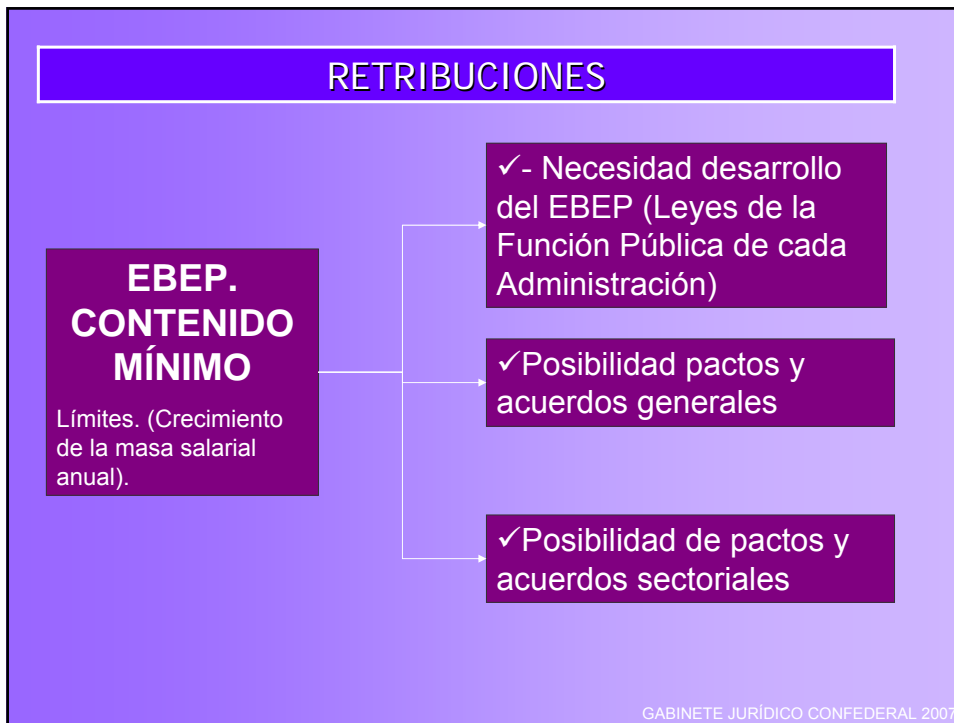 RETRIBUCIONES
EBEP.
CONTENIDO
MÍNIMO
Límites. (Crecimiento
de la masa salarial
anual).
✓- Necesidad desarrollo
del EBEP (Leyes de la
Función Pública de cada
Administración)
✓Posibilidad pactos y
acuerdos generales
✓Posibilidad de pactos y
acuerdos sectoriales
GABINETE JURÍDICO CONFEDERAL 2007